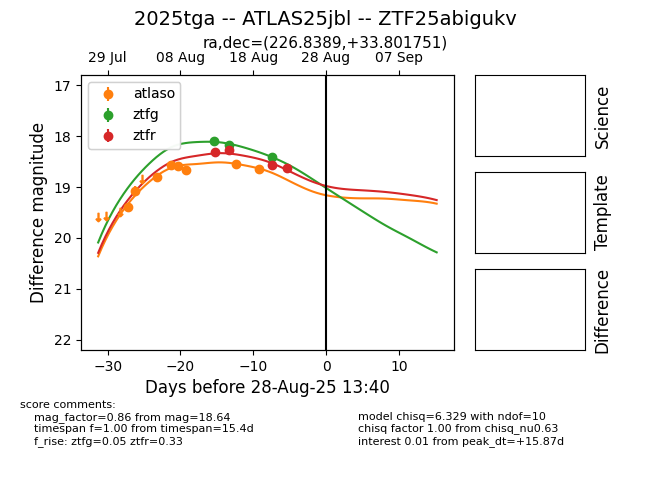 2025tga -- ATLAS25jbl -- ZTF25abigukv
ra,dec=(226.8389,+33.801751)
29 Jul 08 Aug 18 Aug 28 Aug 07 Sep
atlaso
ztfg
ztfr
17
18
19
20
21
22
Difference magnitude
−30 −20 −10 0 10
Days before 28-Aug-25 13:40
Science
Template
Difference
score comments:
mag_factor=0.86 from mag=18.64
timespan f=1.00 from timespan=15.4d
f_rise: ztfg=0.05 ztfr=0.33
model chisq=6.329 with ndof=10
chisq factor 1.00 from chisq_nu0.63
interest 0.01 from peak_dt=+15.87d